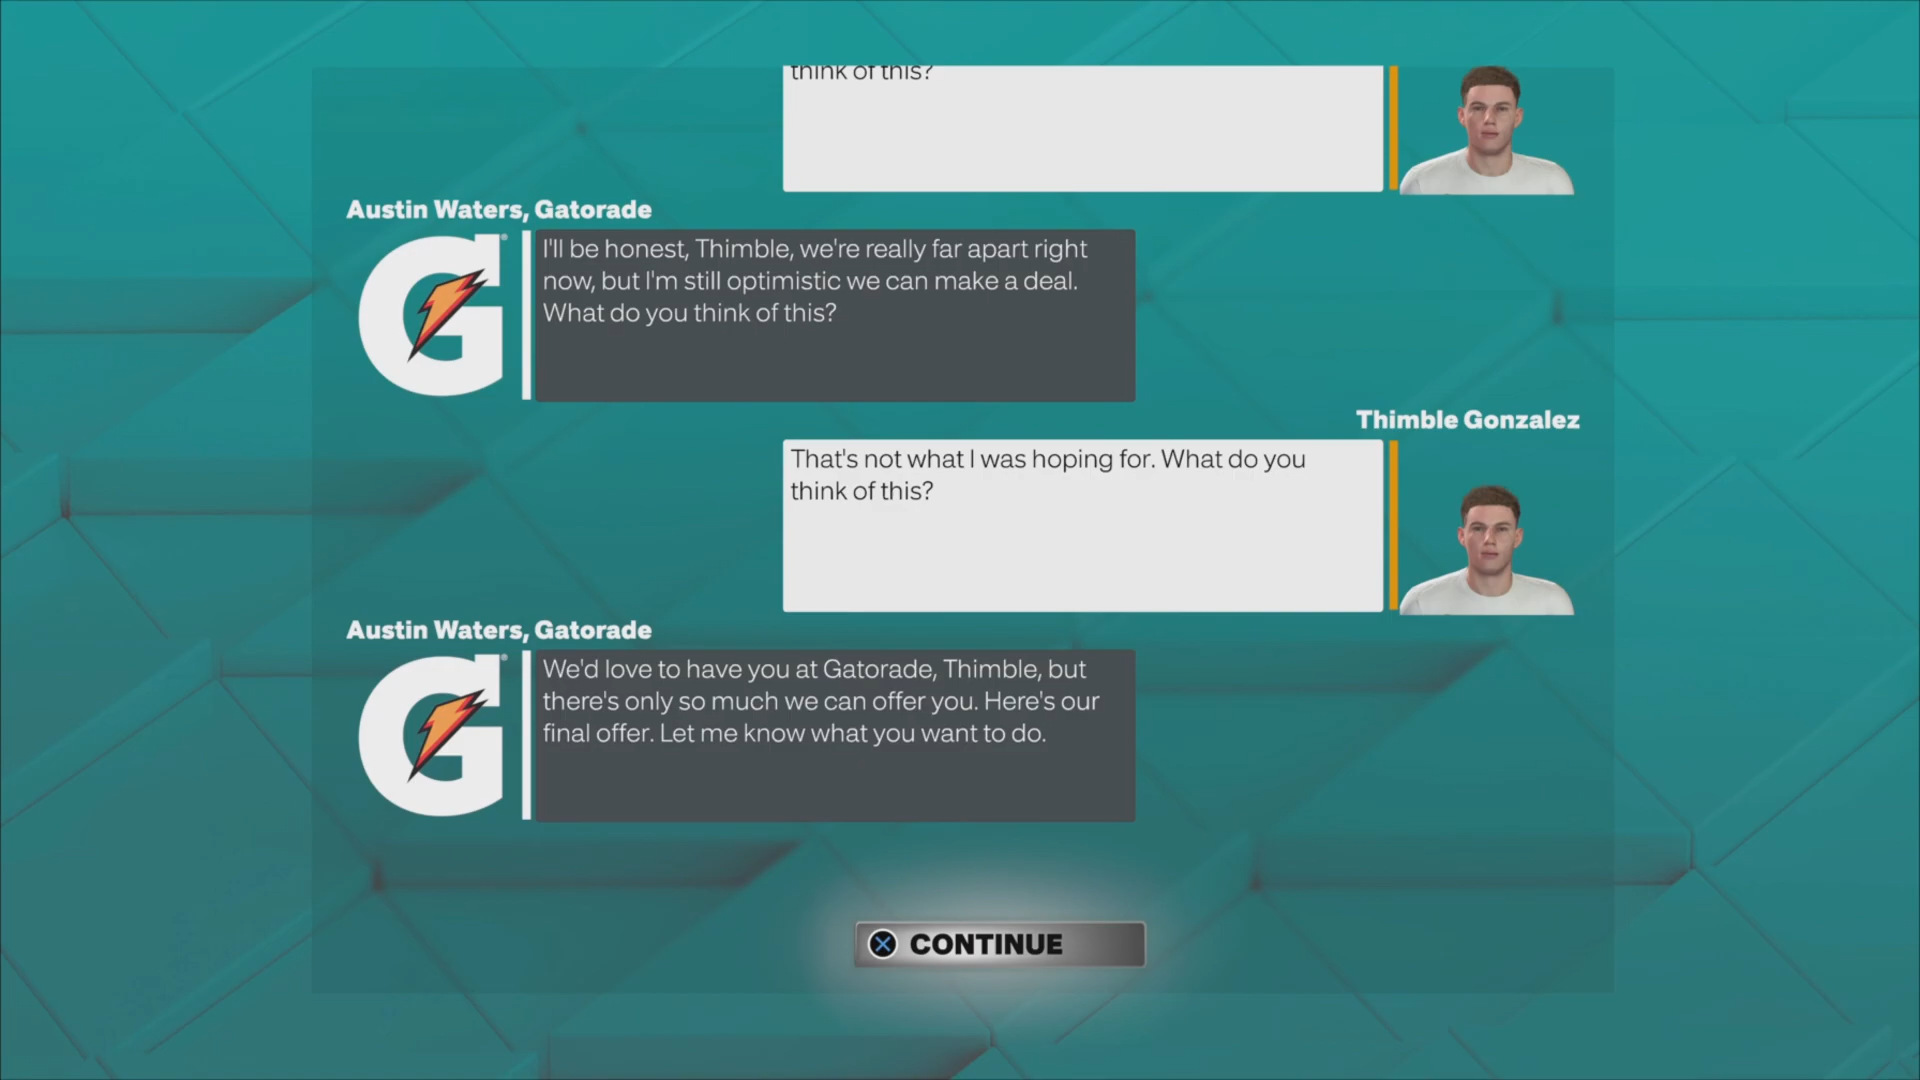 think of this?
Austin Waters, Gatorade
G
I'll be honest, Thimble, we're really far apart right
now, but I'm still optimistic we can make a deal.
What do you think of this?
Thimble Gonzalez
That's not what I was hoping for. What do you
think of this?
Austin Waters, Gatorade
G
We'd love to have you at Gatorade, Thimble, but
there's only so much we can offer you. Here's our
final offer. Let me know what you want to do.
CONTINUE